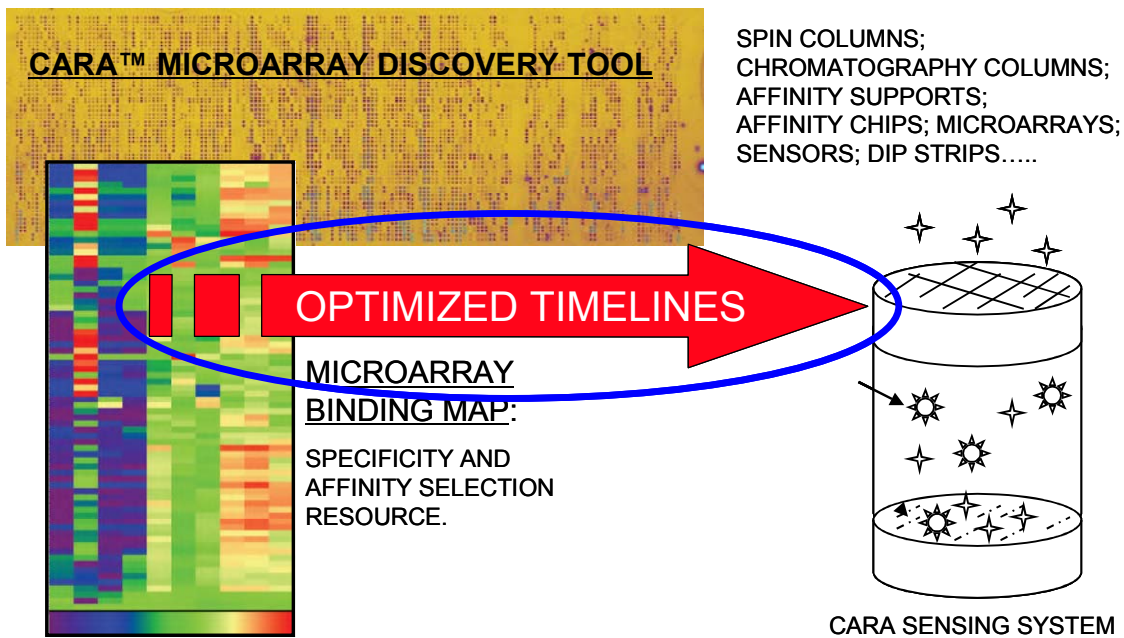 CARA™ MICROARRAY DISCOVERY TOOL
SPIN COLUMNS;
CHROMATOGRAPHY COLUMNS;
AFFINITY SUPPORTS;
AFFINITY CHIPS; MICROARRAYS;
SENSORS; DIP STRIPS…..
OPTIMIZED TIMELINES
MICROARRAY
BINDING MAP:
SPECIFICITY AND
AFFINITY SELECTION
RESOURCE.
CARA SENSING SYSTEM